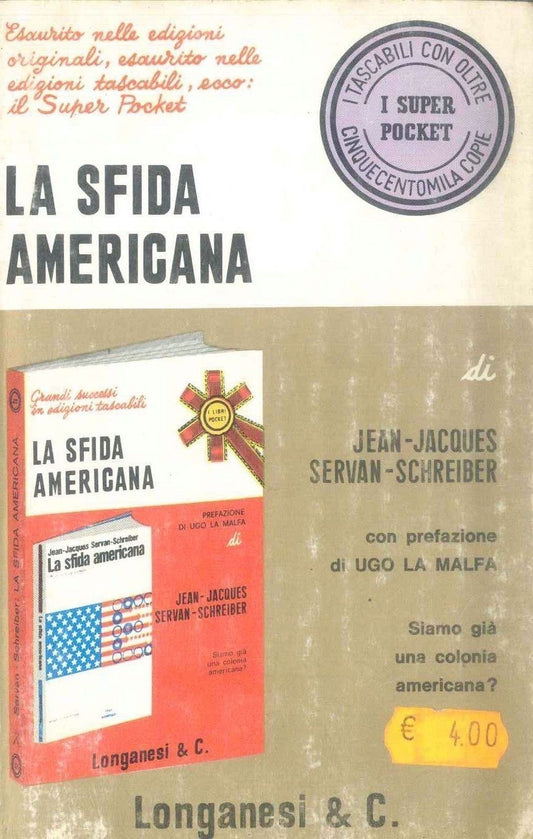 Esaurito nelle edizioni
originali, esaurito nelle
edizioni tascabili, ecco:
il Super Pocket
I TASCABILI CON OLTRE
CINQUECENTOMILA COPIE
I SUPER
POCKET
LA SFIDA
AMERICANA
di
JEAN-JACQUES
SERVAN-SCHREIBER
con prefazione
di UGO LA MALFA
Siamo già
una colonia
americana?
€ 4.00
Grandi successi
in edizioni tascabili
I LIBRI
POCKET
LA SFIDA
AMERICANA
PREFAZIONE
DI UGO LA MALFA
di
JEAN-JACQUES
SERVAN-SCHREIBER
Siamo già
una colonia
americana?
Jean-Jacques Servan-Schreiber
La sfida americana
La sfida americana
Servan-Schreiber: LA SFIDA AMERICANA
Longanesi & C.
Longanesi & C.